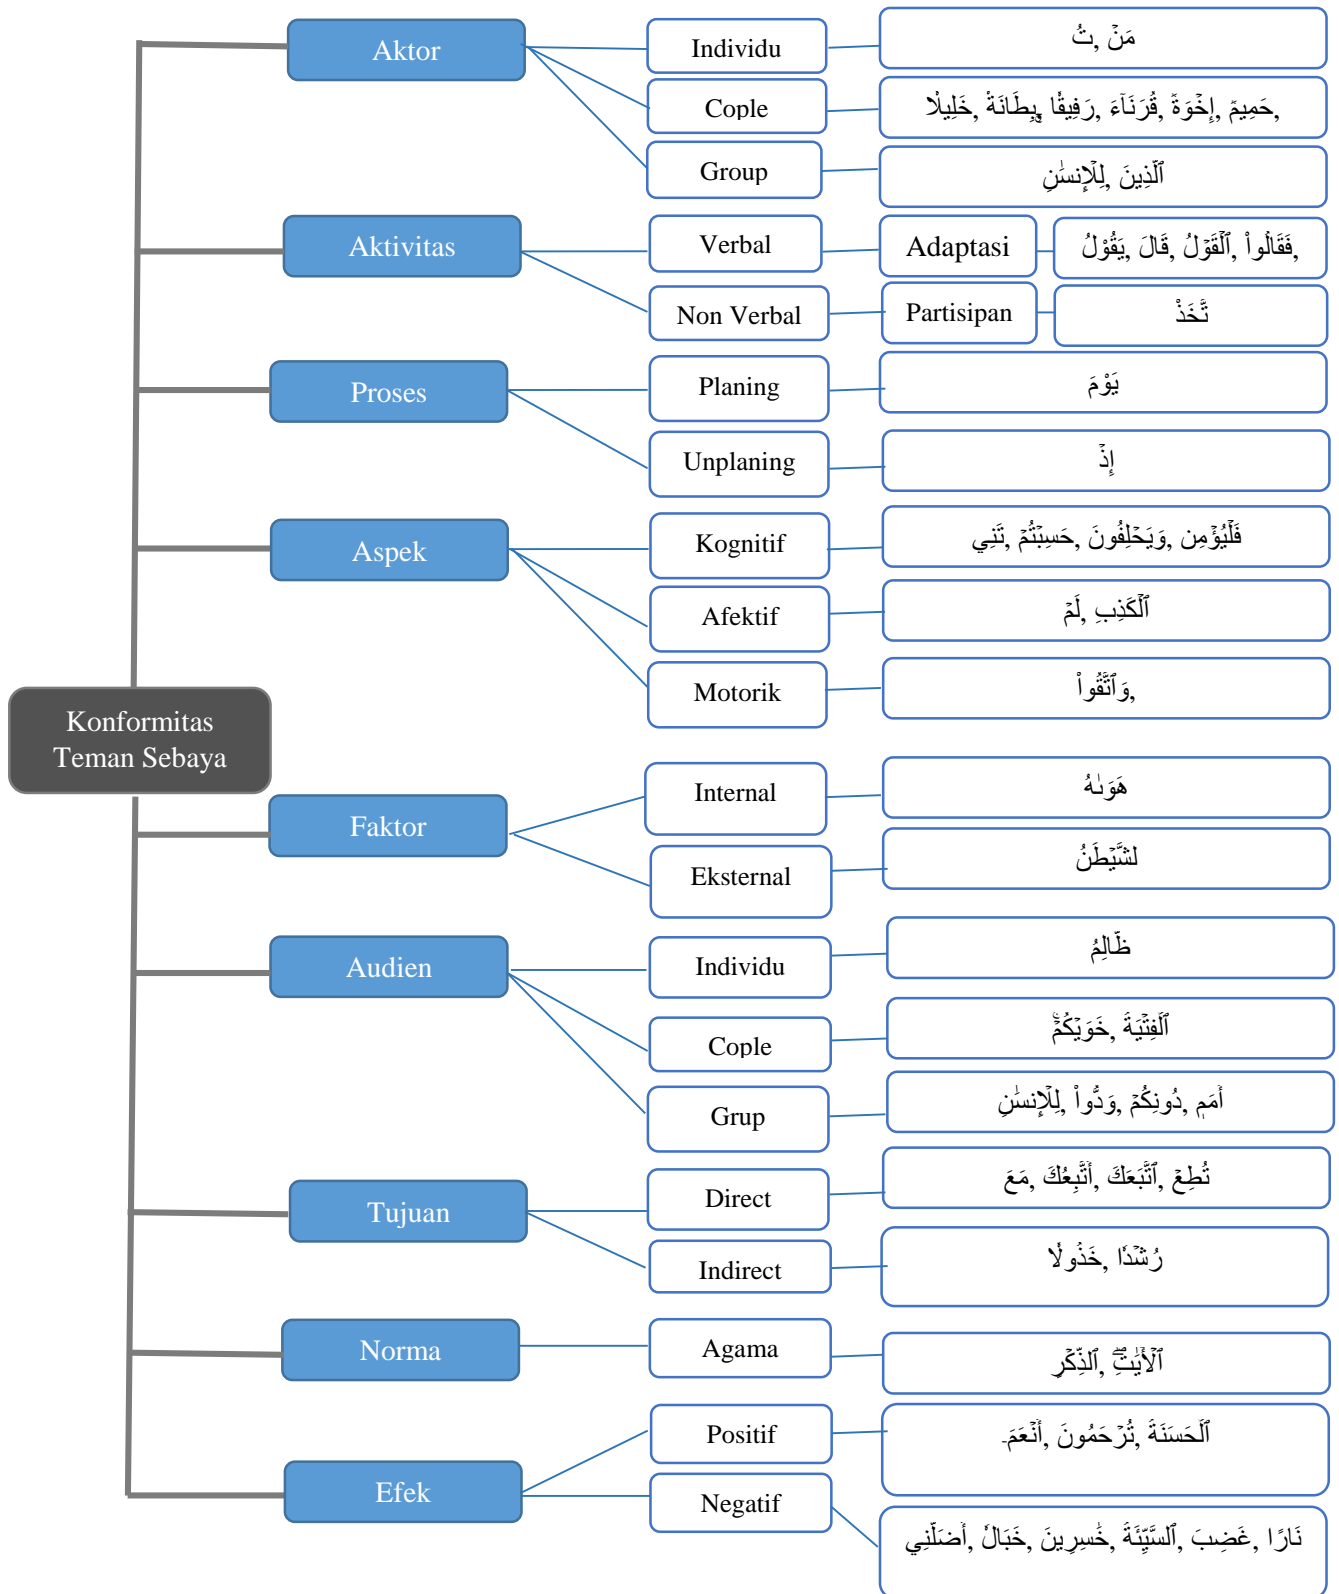 Aktor
Individu
مَنۡ ,تُ
Cople
خَلِيلٗا ,بِطَانَةٗ ,رَفِيقٗا ,قُرَنَآءَ ,إِخۡوَةٞ ,حَمِيمٞ,
Group
ٱلَّذِينَ ,لِلۡإِنسَٰنِ
Aktivitas
Verbal
Adaptasi
يَقُوۡلُ ,قَالَ ,ٱلۡقَوۡلُ ,فَقَالُواْ,
Non Verbal
Partisipan
تَّخَذۡ
Proses
Planing
يَوۡمَ
Unplaning
إِذۡ
Aspek
Kognitif
فَلۡيُؤۡمِن ,وَيَحۡلِفُونَ ,حَسِبۡتُمۡ ,تَنِي
Afektif
ٱلۡكَذِبِ ,لَمۡ
Motorik
وَٱتَّقُواْ,
Konformitas
Teman Sebaya
Faktor
Internal
هَوَىٰهُ
Eksternal
لشَّيۡطَنُ
Audien
Individu
ظَّالِمُ
Cople
ٱلۡفِتۡيَةُ ,خَوَيۡكُمۡۚ
Grup
أُمَمٖ ,دُونِكُمۡ ,وَدُّواْ ,لِلۡإِنسَٰنِ
Tujuan
Direct
تُطِعۡ ,ٱتَّبَعَكَ ,أَتَّبِعُكَ ,مَعَ
Indirect
رُشۡدٗا ,خَذُولٗا
Norma
Agama
ٱلۡأٓيَٰتِۖ ,ٱلذِّكۡرِ
Efek
Positif
ٱلۡحَسَنَةَ ,تُرۡحَمُونَ ,أَنۡعَمَ
Negatif
نَارًا ,غَضِبَ ,ٱلسَّيِّئَةَ ,خَٰسِرِينَ ,خَبَالٗ ,أَضَلَّنِي